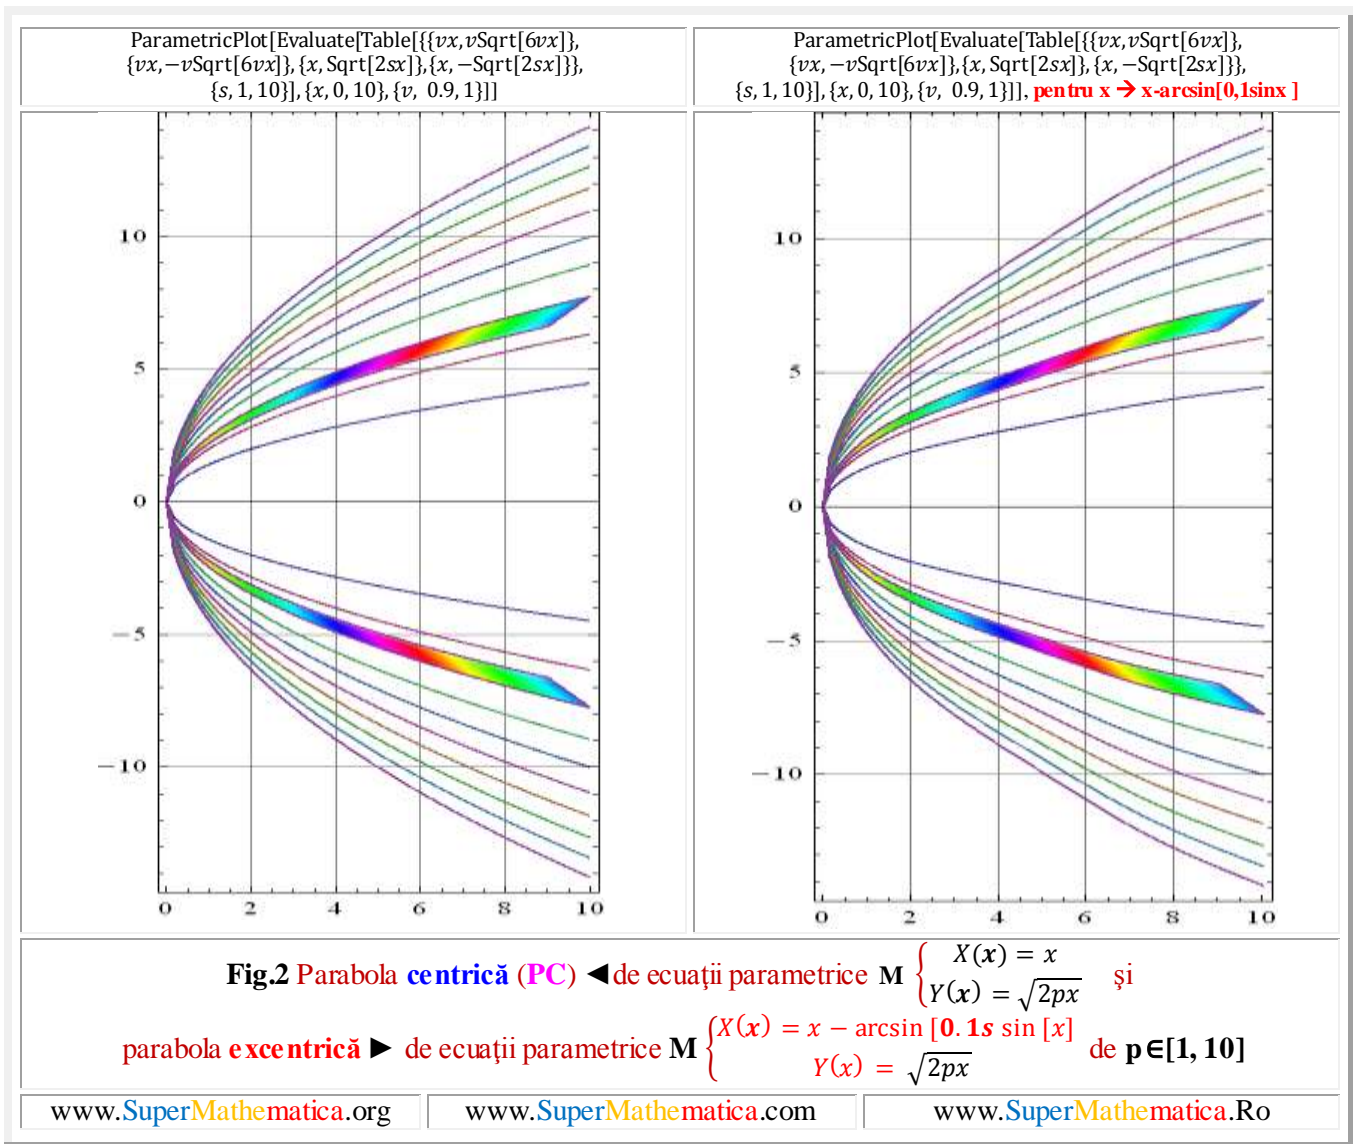 ParametricPlot[Evaluate[Table[{{vx,vSqrt[6vx]},
{vx,−vSqrt[6vx]},{x,Sqrt[2sx]},{x,−Sqrt[2sx]}},
{s,1,10}],{x,0,10},{v, 0.9,1}]]
ParametricPlot[Evaluate[Table[{{vx,vSqrt[6vx]},
{vx,−vSqrt[6vx]},{x,Sqrt[2sx]},{x,−Sqrt[2sx]}},
{s,1,10}],{x,0,10},{v, 0.9,1}]], pentru x → x-arcsin[0,1sinx ]
10
5
0
−5
−10
0 2 4 6 8 10
10
5
0
−5
−10
0 2 4 6 8 10
Fig.2 Parabola centrică (PC) ◄de ecuaţii parametrice M { X(x) = x
Y(x) = √2px şi
parabola excentrică ► de ecuaţii parametrice M { X(x) = x − arcsin [0.1s sin [x]
Y(x) = √2px de p∈[1, 10]
www.SuperMathematica.org
www.SuperMathematica.com
www.SuperMathematica.Ro